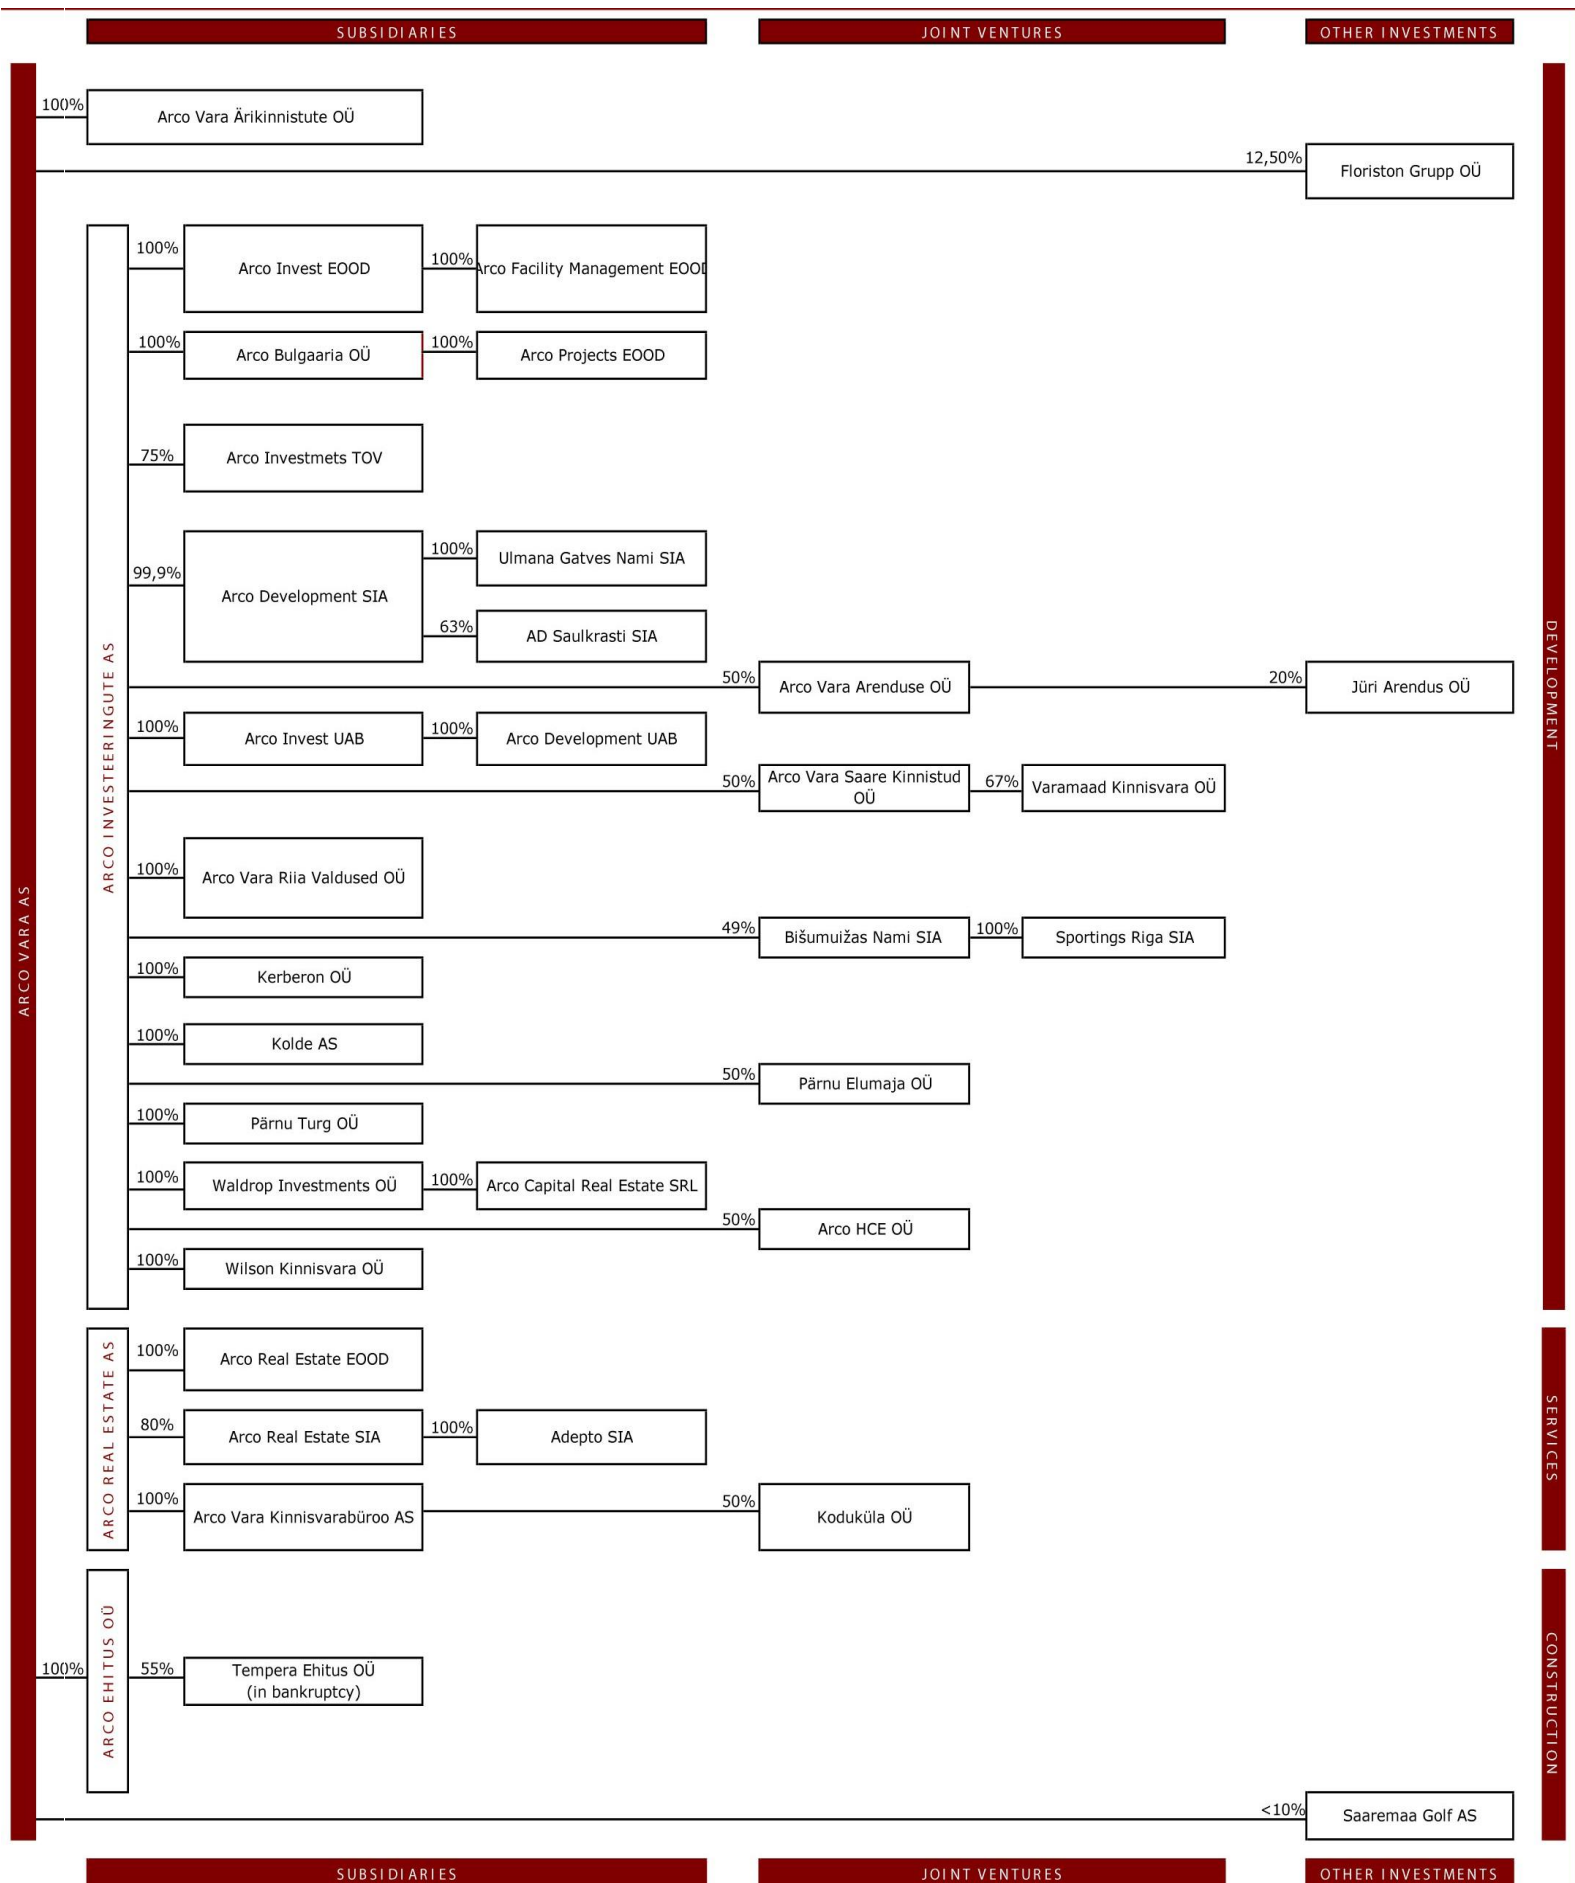 SUBSIDIARIES
JOINT VENTURES
OTHER INVESTMENTS
100%
Arco Vara Ärikinnistute OÜ
12,50%
Floriston Grupp OÜ
ARCO VARA AS
DEVELOPMENT
ARCO INVESTEERINGUTE AS
100%
Arco Invest EOOD
100%
Arco Facility Management EOOD
100%
Arco Bulgaaria OÜ
100%
Arco Projects EOOD
75%
Arco Investmets TOV
99,9%
Arco Development SIA
100%
Ulmana Gatves Nami SIA
63%
AD Saulkrasti SIA
50%
Arco Vara Arenduse OÜ
20%
Jüri Arendus OÜ
100%
Arco Invest UAB
100%
Arco Development UAB
50%
Arco Vara Saare Kinnistud
OÜ
67%
Varamaad Kinnisvara OÜ
100%
Arco Vara Riia Valdused OÜ
49%
Bišumuižas Nami SIA
100%
Sportings Riga SIA
100%
Kerberon OÜ
100%
Kolde AS
50%
Pärnu Elumaja OÜ
100%
Pärnu Turg OÜ
100%
Waldrop Investments OÜ
100%
Arco Capital Real Estate SRL
50%
Arco HCE OÜ
100%
Wilson Kinnisvara OÜ
ARCO REAL ESTATE AS
SERVICES
100%
Arco Real Estate EOOD
80%
Arco Real Estate SIA
100%
Adepto SIA
100%
Arco Vara Kinnisvarabüroo AS
50%
Koduküla OÜ
100%
ARCO EHITUS OÜ
CONSTRUCTION
55%
Tempera Ehitus OÜ
(in bankruptcy)
<10%
Saaremaa Golf AS
SUBSIDIARIES
JOINT VENTURES
OTHER INVESTMENTS